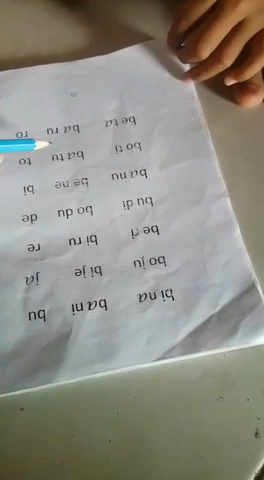 bi na ba ni bu
bo ju bi je ja
be ri bi ru re
bu di bo du de
ba nu be ne bi
bo ti ba tu to
be ta ba ru ro